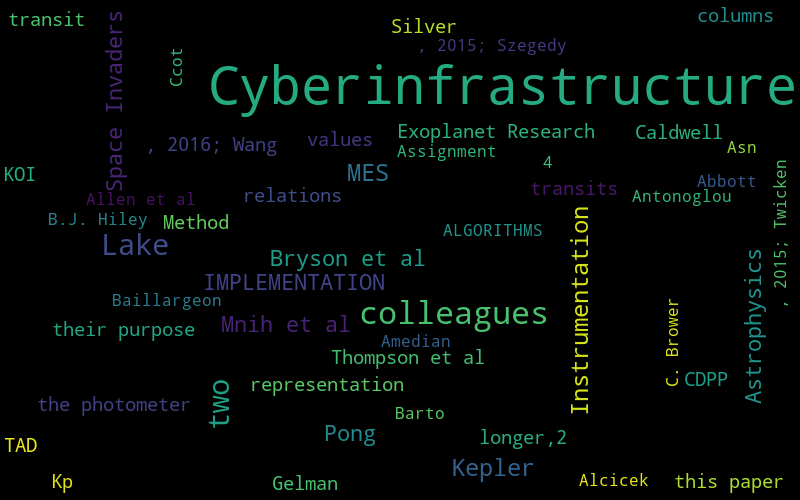 transit
Space Invaders
Ccot
Silver
columns
, 2015; Szegedy
Cyberinfrastructure
, 2016; Wang
values
Exoplanet Research
Caldwell
Assignment
Asn
4
KOI
MES
Allen et al
relations
transits
Abbott
Antonoglou
, 2015; Twicken
B.J. Hiley
Method
ALGORITHMS
Lake
Bryson et al
Instrumentation
Astrophysics
IMPLEMENTATION
Baillargeon
colleagues
their purpose
Mnih et al
Amedian
C. Brower
Thompson et al
two
representation
CDPP
the photometer
Barto
Pong
longer,2
TAD
Kepler
Kp
Gelman
Alcicek
this paper